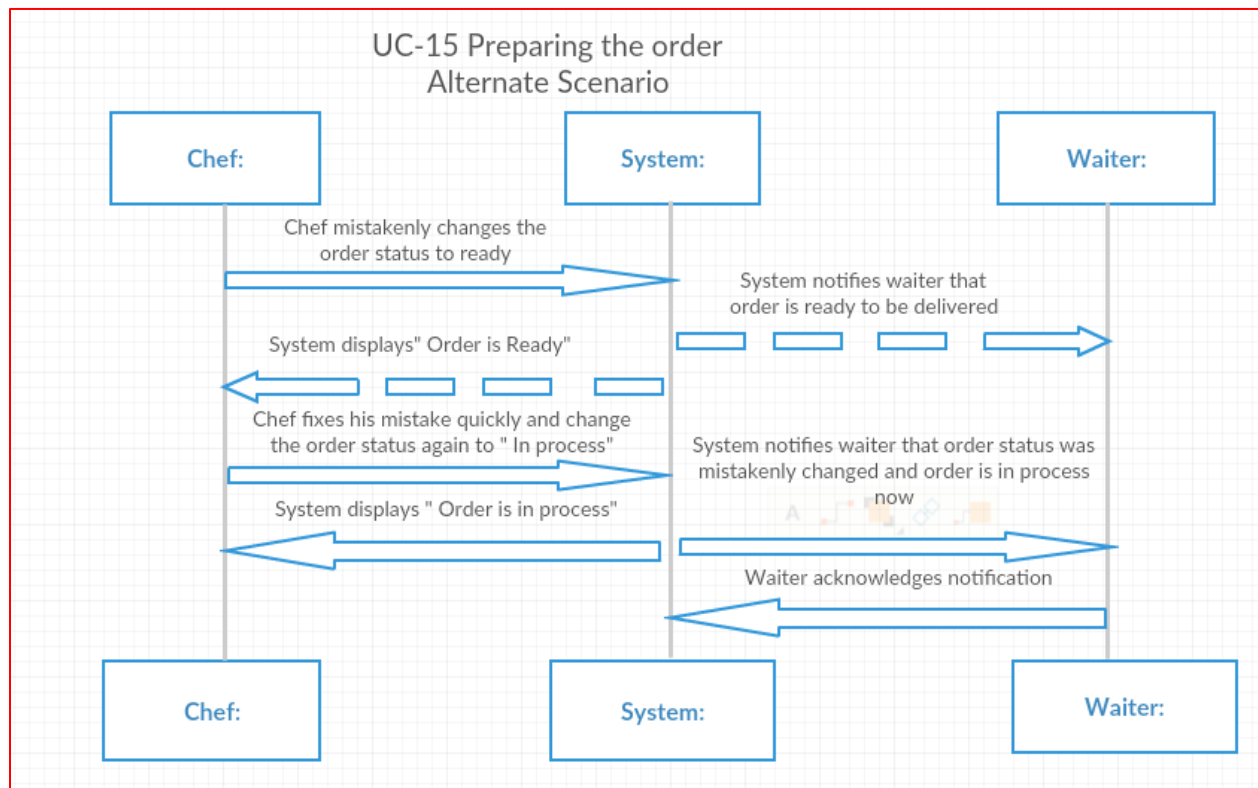 UC-15 Preparing the order
Alternate Scenario
Chef:
System:
Waiter:
Chef mistakenly changes the
order status to ready
System notifies waiter that
order is ready to be delivered
System displays" Order is Ready"
Chef fixes his mistake quickly and change
the order status again to " In process"
System notifies waiter that order status was
mistakenly changed and order is in process
now
System displays " Order is in process"
A
Waiter acknowledges notification
Chef:
System:
Waiter: